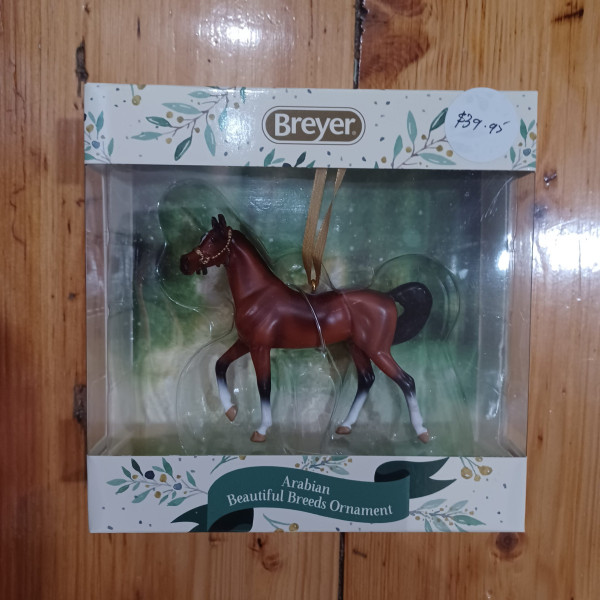 Breyer®
$39.95
Arabian
Beautiful Breeds Ornament